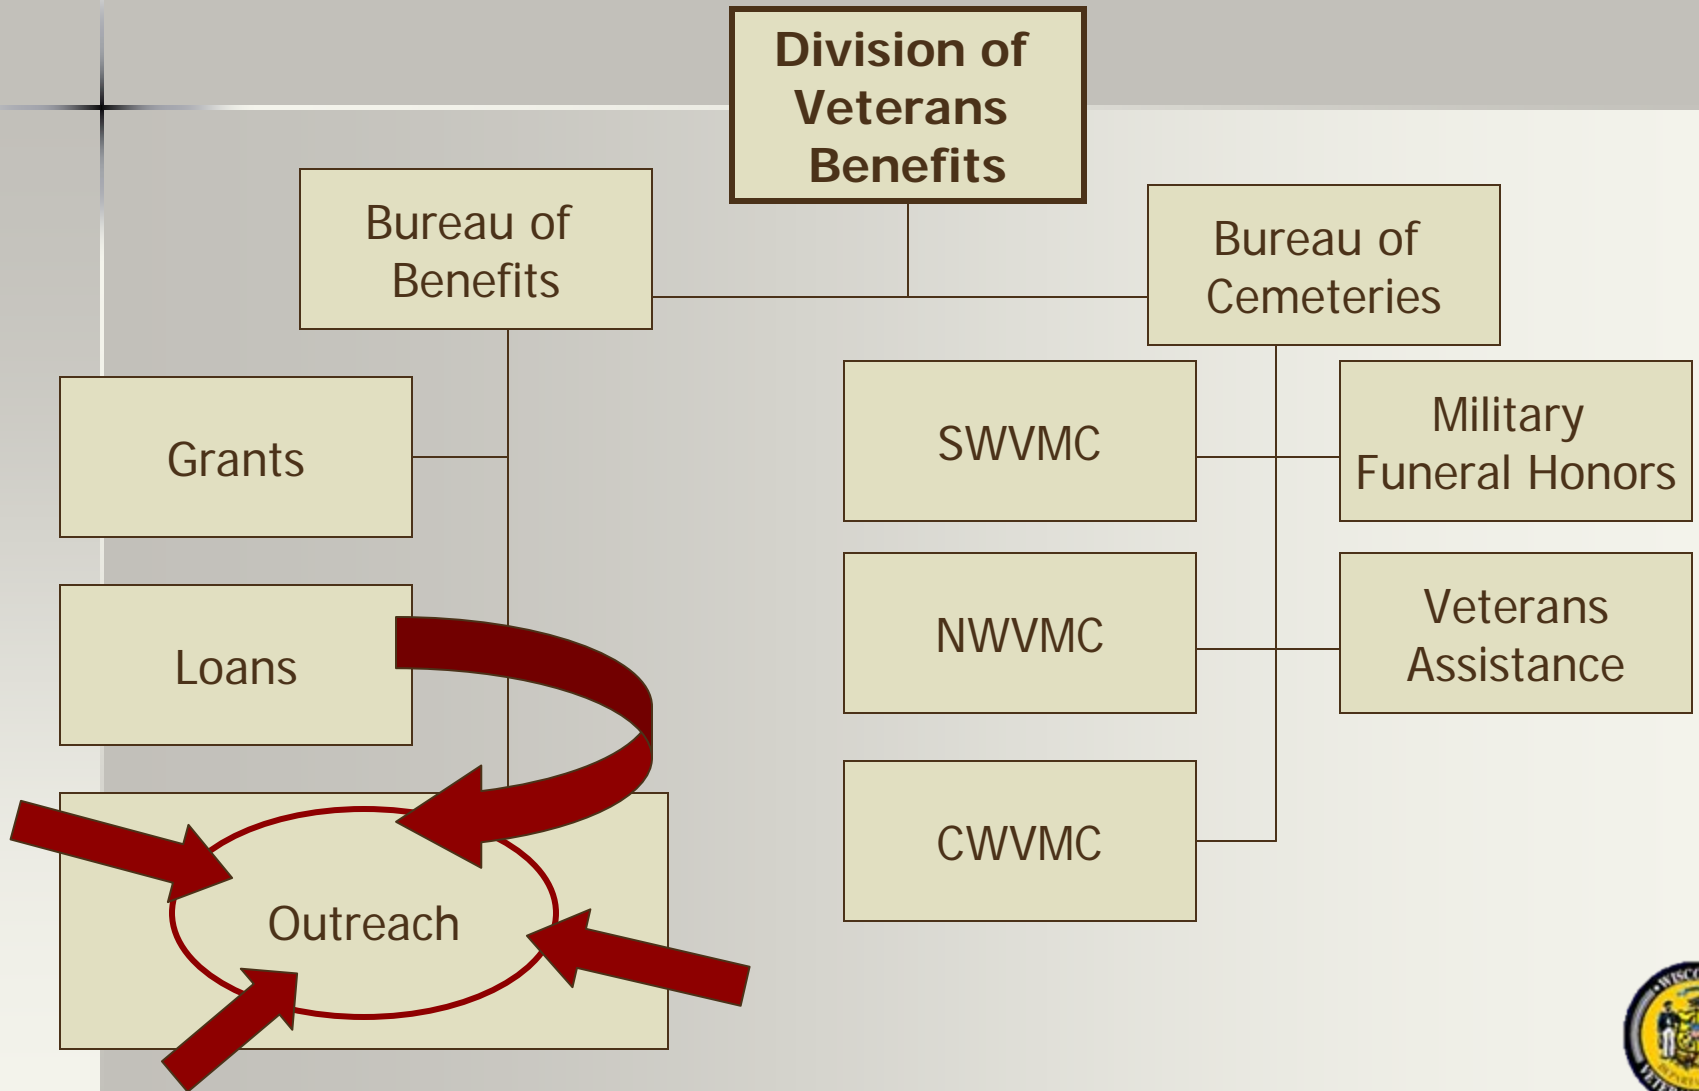 Division of
Veterans
Benefits
Bureau of
Benefits
Bureau of
Cemeteries
Grants
SWVMC
Military
Funeral Honors
Loans
NWVMC
Veterans
Assistance
Outreach
CWVMC